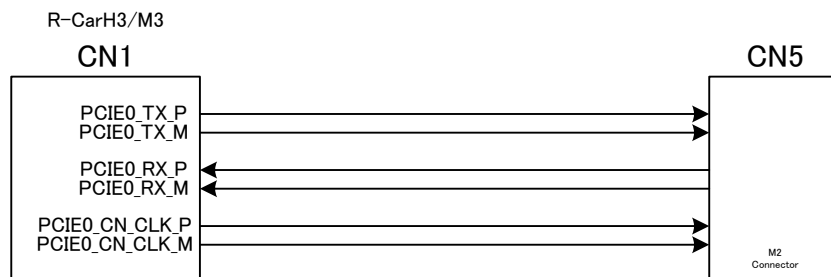 R-CarH3/M3
CN1
CN5
PCIE0_TX_P
PCIE0_TX_M
PCIE0_RX_P
PCIE0_RX_M
PCIE0_CN_CLK_P
PCIE0_CN_CLK_M
M2
Connector